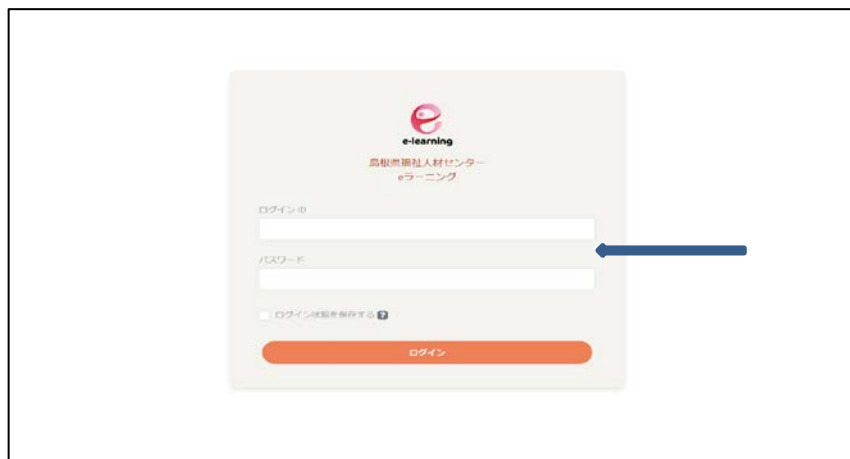 e-learning
島根県福祉人材センター
eラーニング
ログイン ID
パスワード
ログイン状態を保存する ?
ログイン